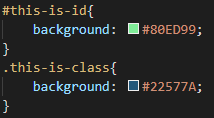 #this-is-id{
    background: #80ED99;
}
.this-is-class{
    background: #22577A;
}